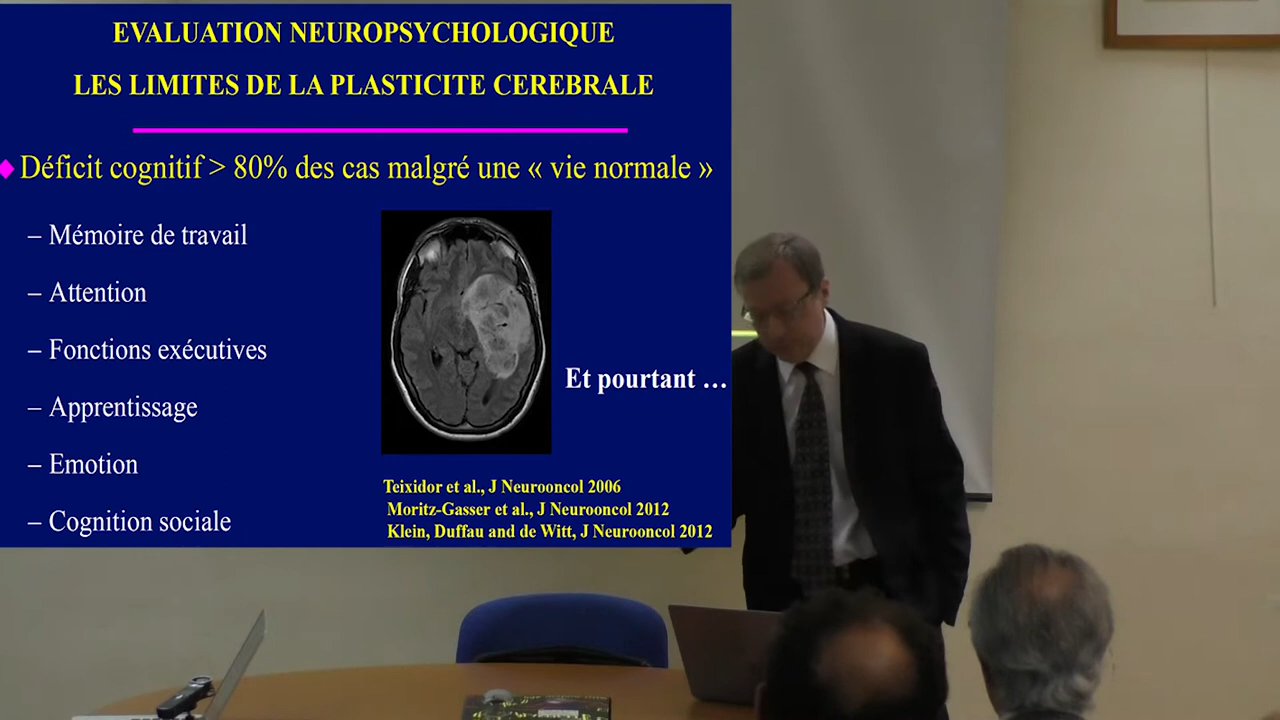 EVALUATION NEUROPSYCHOLOGIQUE
LES LIMITES DE LA PLASTICITE CEREBRALE
Déficit cognitif > 80% des cas malgré une « vie normale »
– Mémoire de travail
– Attention
– Fonctions exécutives
– Apprentissage
– Emotion
– Cognition sociale
Et pourtant …
Teixidor et al., J Neurooncol 2006
Moritz-Gasser et al., J Neurooncol 2012
Klein, Duffau and de Witt, J Neurooncol 2012